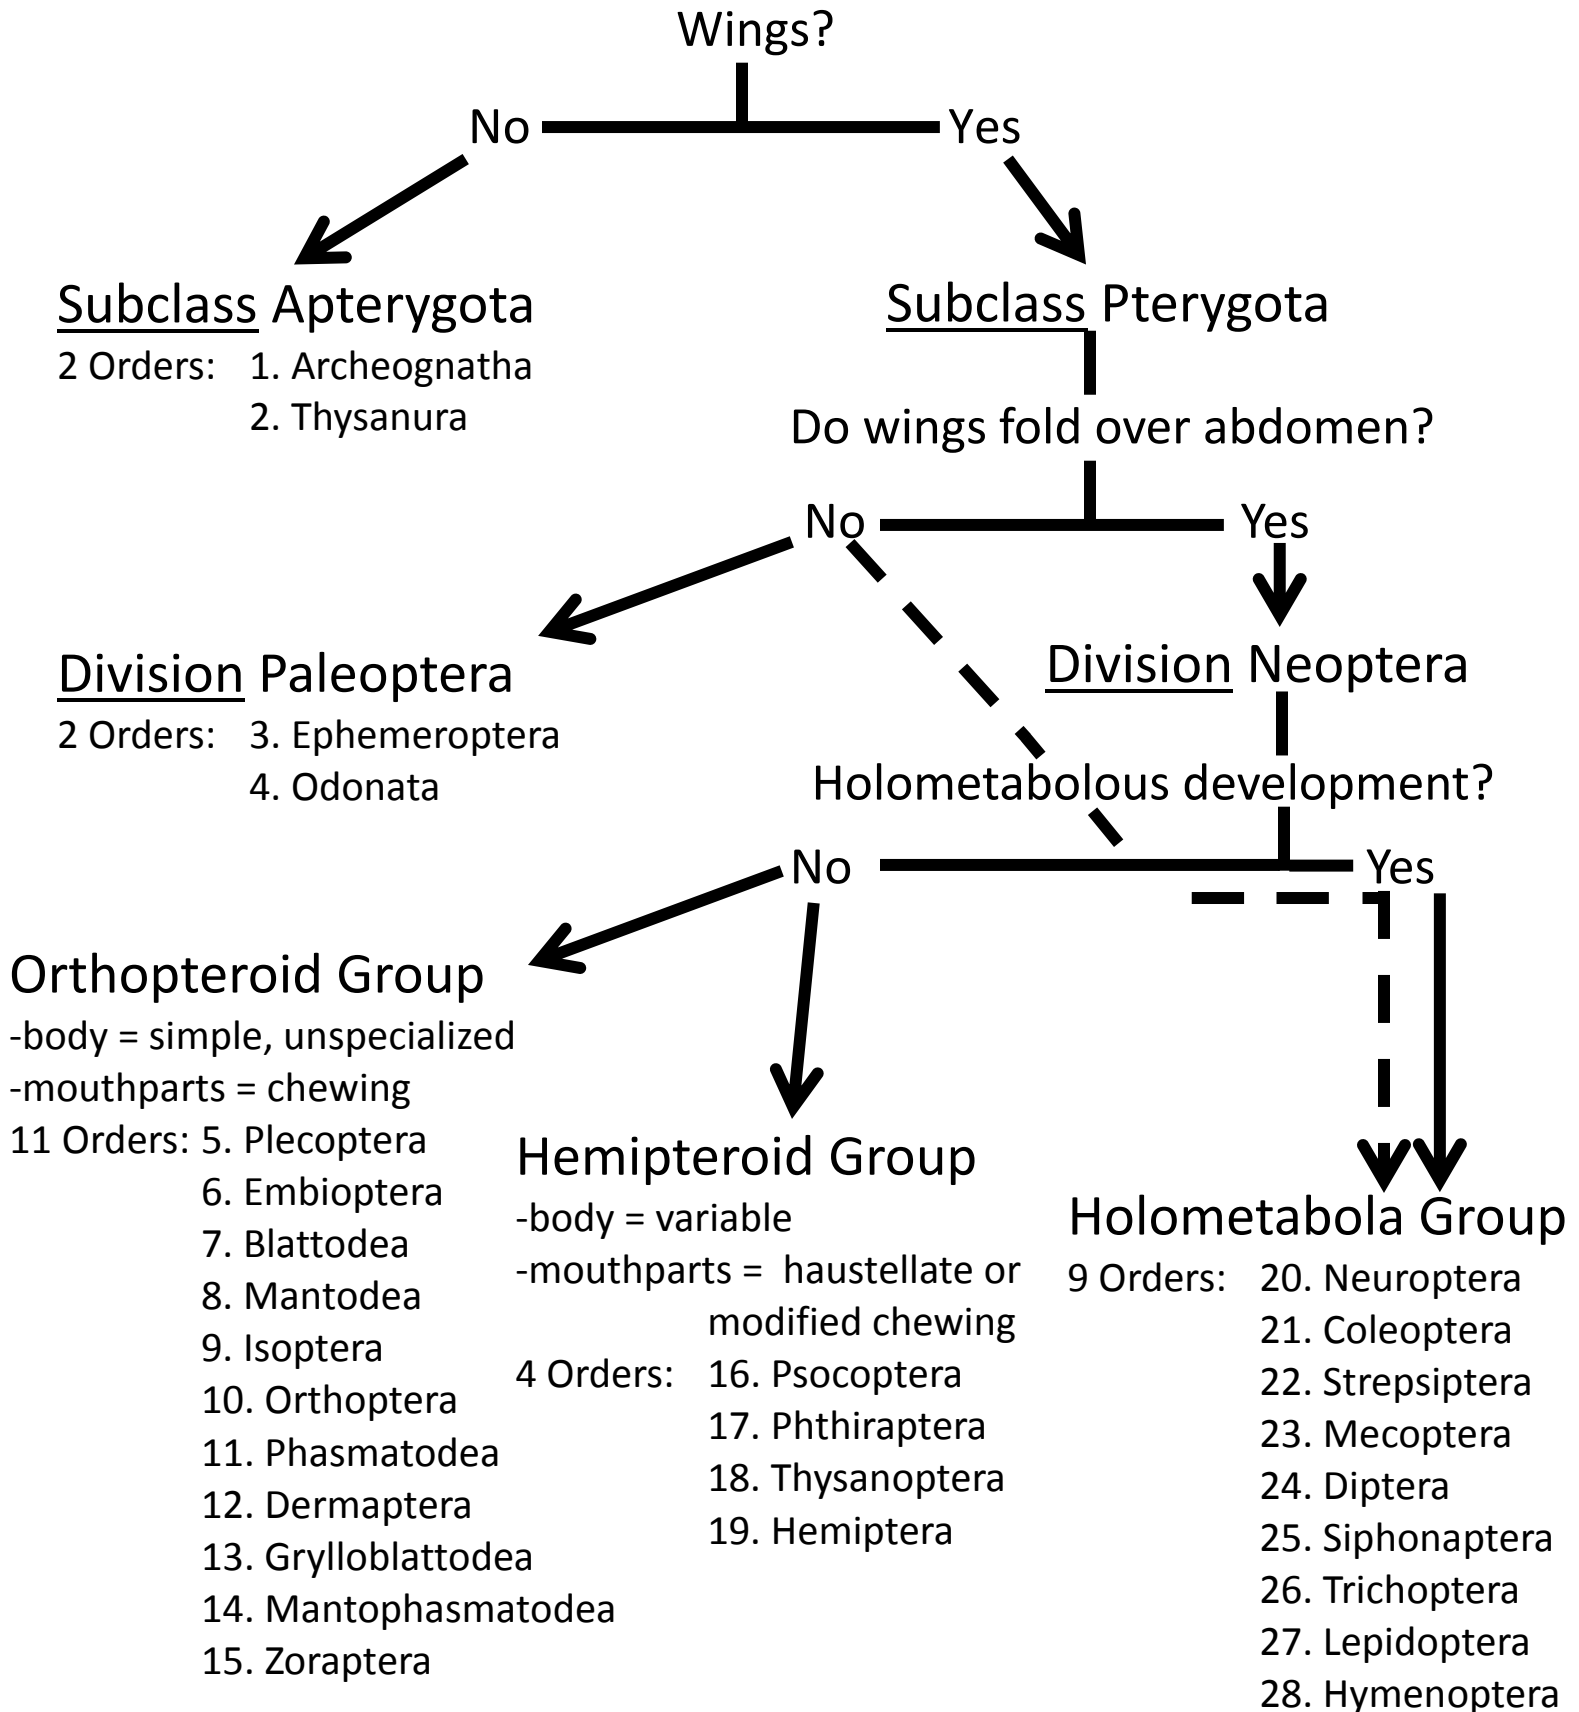 Wings?
No
Yes
Subclass Apterygota
2 Orders: 1. Archeognatha
2. Thysanura
Subclass Pterygota
Do wings fold over abdomen?
No
Yes
Division Paleoptera
2 Orders: 3. Ephemeroptera
4. Odonata
Division Neoptera
Holometabolous development?
No
Yes
Orthopteroid Group
-body = simple, unspecialized
-mouthparts = chewing
11 Orders: 5. Plecoptera
6. Embioptera
7. Blattodea
8. Mantodea
9. Isoptera
10. Orthoptera
11. Phasmatodea
12. Dermaptera
13. Grylloblattodea
14. Mantophasmatodea
15. Zoraptera
Hemipteroid Group
-body = variable
-mouthparts = haustellate or
modified chewing
4 Orders: 16. Psocoptera
17. Phthiraptera
18. Thysanoptera
19. Hemiptera
Holometabola Group
9 Orders: 20. Neuroptera
21. Coleoptera
22. Strepsiptera
23. Mecoptera
24. Diptera
25. Siphonaptera
26. Trichoptera
27. Lepidoptera
28. Hymenoptera